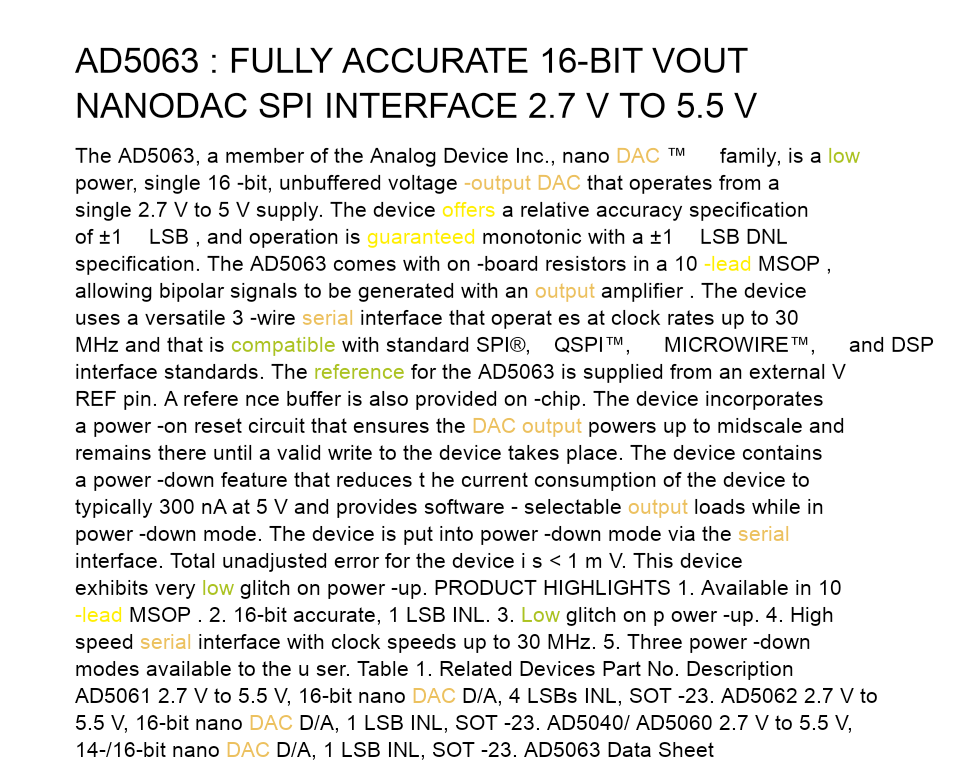 AD5063 : FULLY ACCURATE 16-BIT VOUT
NANODAC SPI INTERFACE 2.7 V TO 5.5 V
The AD5063, a member of the Analog Device Inc., nano DAC ™ family, is a low
power, single 16 -bit, unbuffered voltage -output DAC that operates from a
single 2.7 V to 5 V supply. The device offers a relative accuracy specification
of ±1 LSB , and operation is guaranteed monotonic with a ±1 LSB DNL
specification. The AD5063 comes with on -board resistors in a 10 -lead MSOP ,
allowing bipolar signals to be generated with an output amplifier . The device
uses a versatile 3 -wire serial interface that operat es at clock rates up to 30
MHz and that is compatible with standard SPI®, QSPI™, MICROWIRE™, and DSP
interface standards. The reference for the AD5063 is supplied from an external V
REF pin. A refere nce buffer is also provided on -chip. The device incorporates
a power -on reset circuit that ensures the DAC output powers up to midscale and
remains there until a valid write to the device takes place. The device contains
a power -down feature that reduces t he current consumption of the device to
typically 300 nA at 5 V and provides software - selectable output loads while in
power -down mode. The device is put into power -down mode via the serial
interface. Total unadjusted error for the device i s < 1 m V. This device
exhibits very low glitch on power -up. PRODUCT HIGHLIGHTS 1. Available in 10
-lead MSOP . 2. 16-bit accurate, 1 LSB INL. 3. Low glitch on p ower -up. 4. High
speed serial interface with clock speeds up to 30 MHz. 5. Three power -down
modes available to the u ser. Table 1. Related Devices Part No. Description
AD5061 2.7 V to 5.5 V, 16-bit nano DAC D/A, 4 LSBs INL, SOT -23. AD5062 2.7 V to
5.5 V, 16-bit nano DAC D/A, 1 LSB INL, SOT -23. AD5040/ AD5060 2.7 V to 5.5 V,
14-/16-bit nano DAC D/A, 1 LSB INL, SOT -23. AD5063 Data Sheet